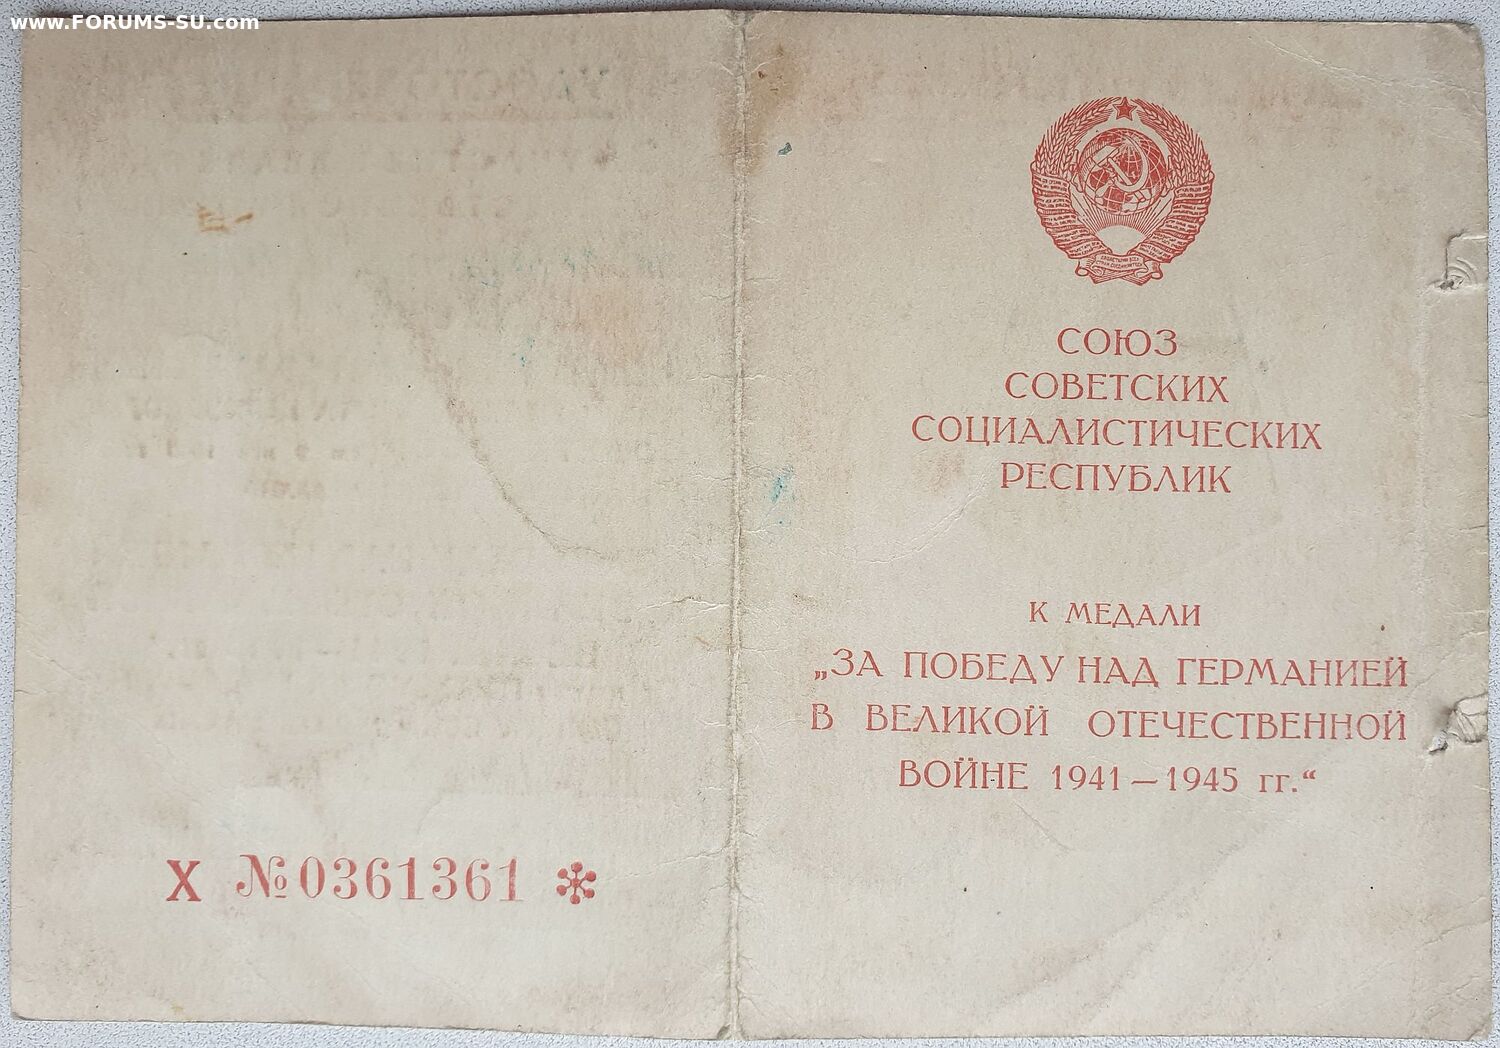 www.FORUMS-SU.com
Х №0361361 *
СОЮЗ
СОВЕТСКИХ
СОЦИАЛИСТИЧЕСКИХ
РЕСПУБЛИК
К МЕДАЛИ
„ЗА ПОБЕДУ НАД ГЕРМАНИЕЙ
В ВЕЛИКОЙ ОТЕЧЕСТВЕННОЙ
ВОЙНЕ 1941—1945 гг.“